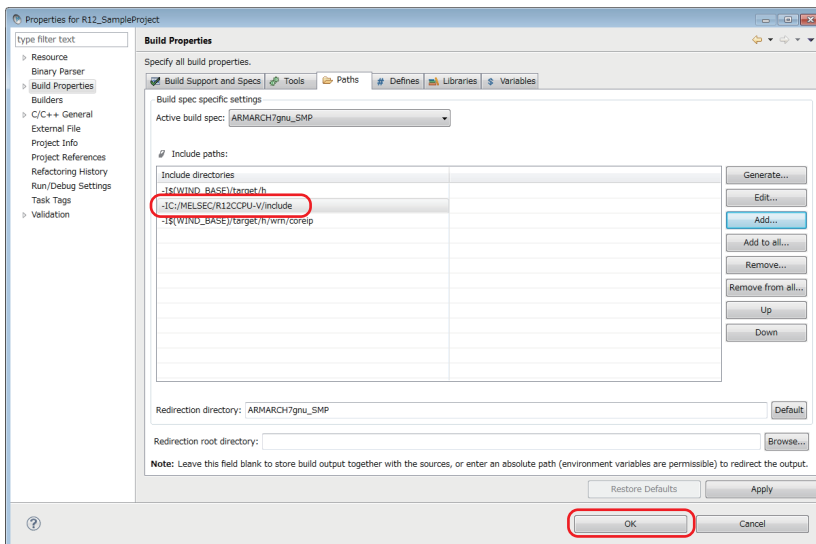 Properties for R12_SampleProject
type filter text
Resource
Binary Parser
Build Properties
Builders
C/C++ General
External File
Project Info
Project References
Refactoring History
Run/Debug Settings
Task Tags
Validation
Build Properties
Specify all build properties.
Build Support and Specs
Tools
Paths
# Defines
Libraries
$ Variables
Build spec specific settings
Active build spec: ARMARCH7gnu_SMP
Include paths:
Include directories
-I$(WIND_BASE)/target/h
-IC:/MELSEC/R12CCPU-V/include
-I$(WIND_BASE)/target/h/wrn/coreip
Generate...
Edit...
Add...
Add to all...
Remove...
Remove from all...
Up
Down
Redirection directory: ARMARCH7gnu_SMP
Default
Redirection root directory:
Browse...
Note: Leave this field blank to store build output together with the sources, or enter an absolute path (environment variables are permissible) to redirect the output.
Restore Defaults
Apply
?
OK
Cancel